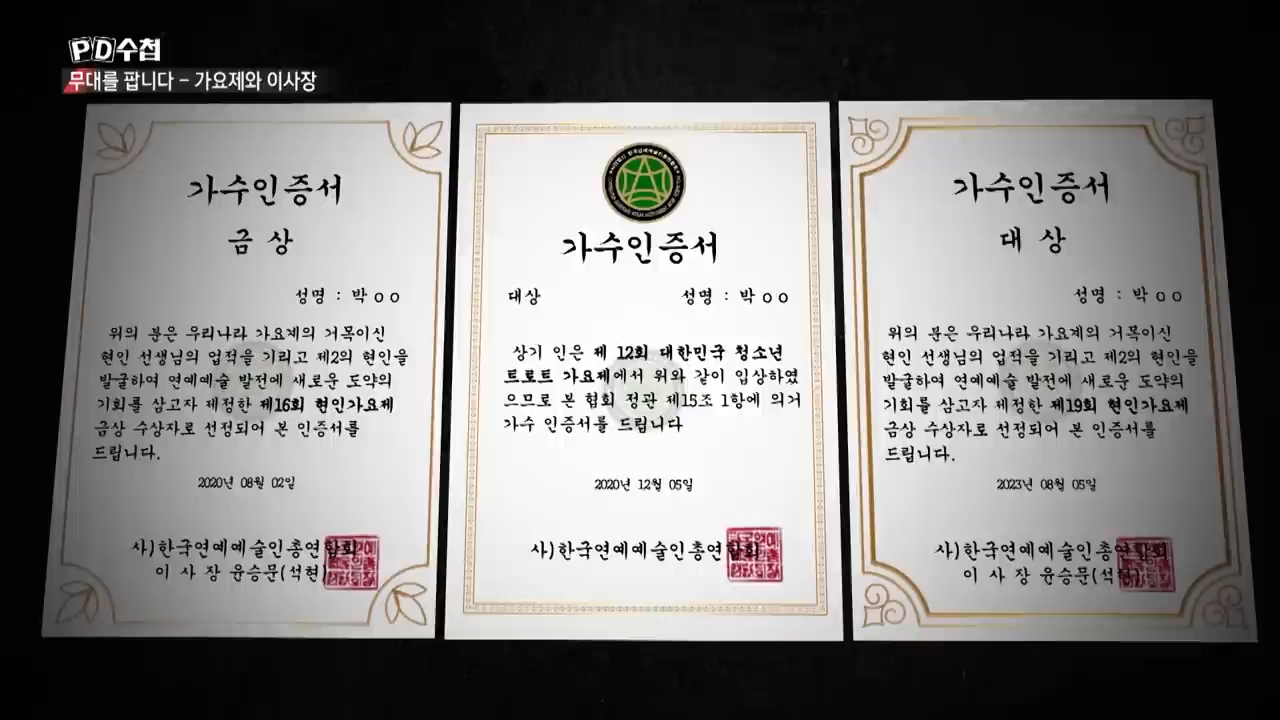 PD수첩
무대를 팝니다 - 가요제와 이사장
가수인증서
금 상
성명 : 박ㅇㅇ
위의 분은 우리나라 가요계의 거목이신
현인 선생님의 업적을 기리고 제2의 현인을
발굴하여 연예예술 발전에 새로운 도약의
기회를 삼고자 제정한 제16회 현인가요제
금상 수상자로 선정되어 본 인증서를
드립니다.
2020년 08월 02일
사)한국연예예술인총연합회
이 사 장 윤승문(석현)
가수인증서
대상 성명 : 박ㅇㅇ
상기 인은 제 12회 대한민국 청소년
트로트 가요제에서 위와 같이 입상하였
으므로 본 협회 정관 제15조 1항에 의거
가수 인증서를 드립니다
2020년 12월 05일
사)한국연예예술인총연합회
가수인증서
대 상
성명 : 박ㅇㅇ
위의 분은 우리나라 가요계의 거목이신
현인 선생님의 업적을 기리고 제2의 현인을
발굴하여 연예예술 발전에 새로운 도약의
기회를 삼고자 제정한 제19회 현인가요제
금상 수상자로 선정되어 본 인증서를
드립니다.
2023년 08월 05일
사)한국연예예술인총연합회
이 사 장 윤승문(석현)